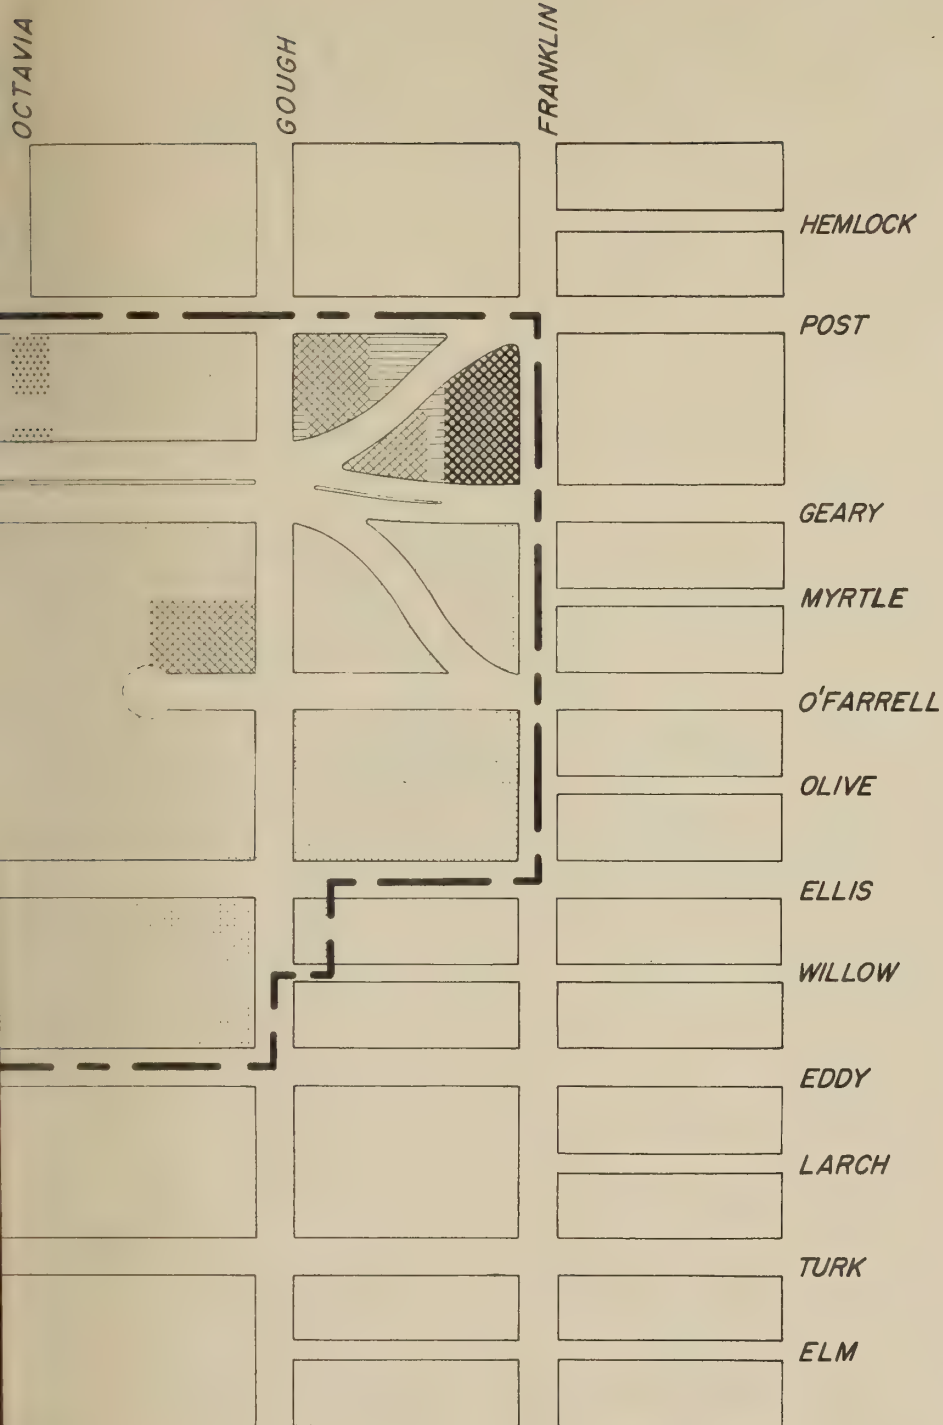 OCTAVIA
GOUGH
FRANKLIN
HEMLOCK
POST
GEARY
MYRTLE
O'FARRELL
OLIVE
ELLIS
WILLOW
EDDY
LARCH
TURK
ELM